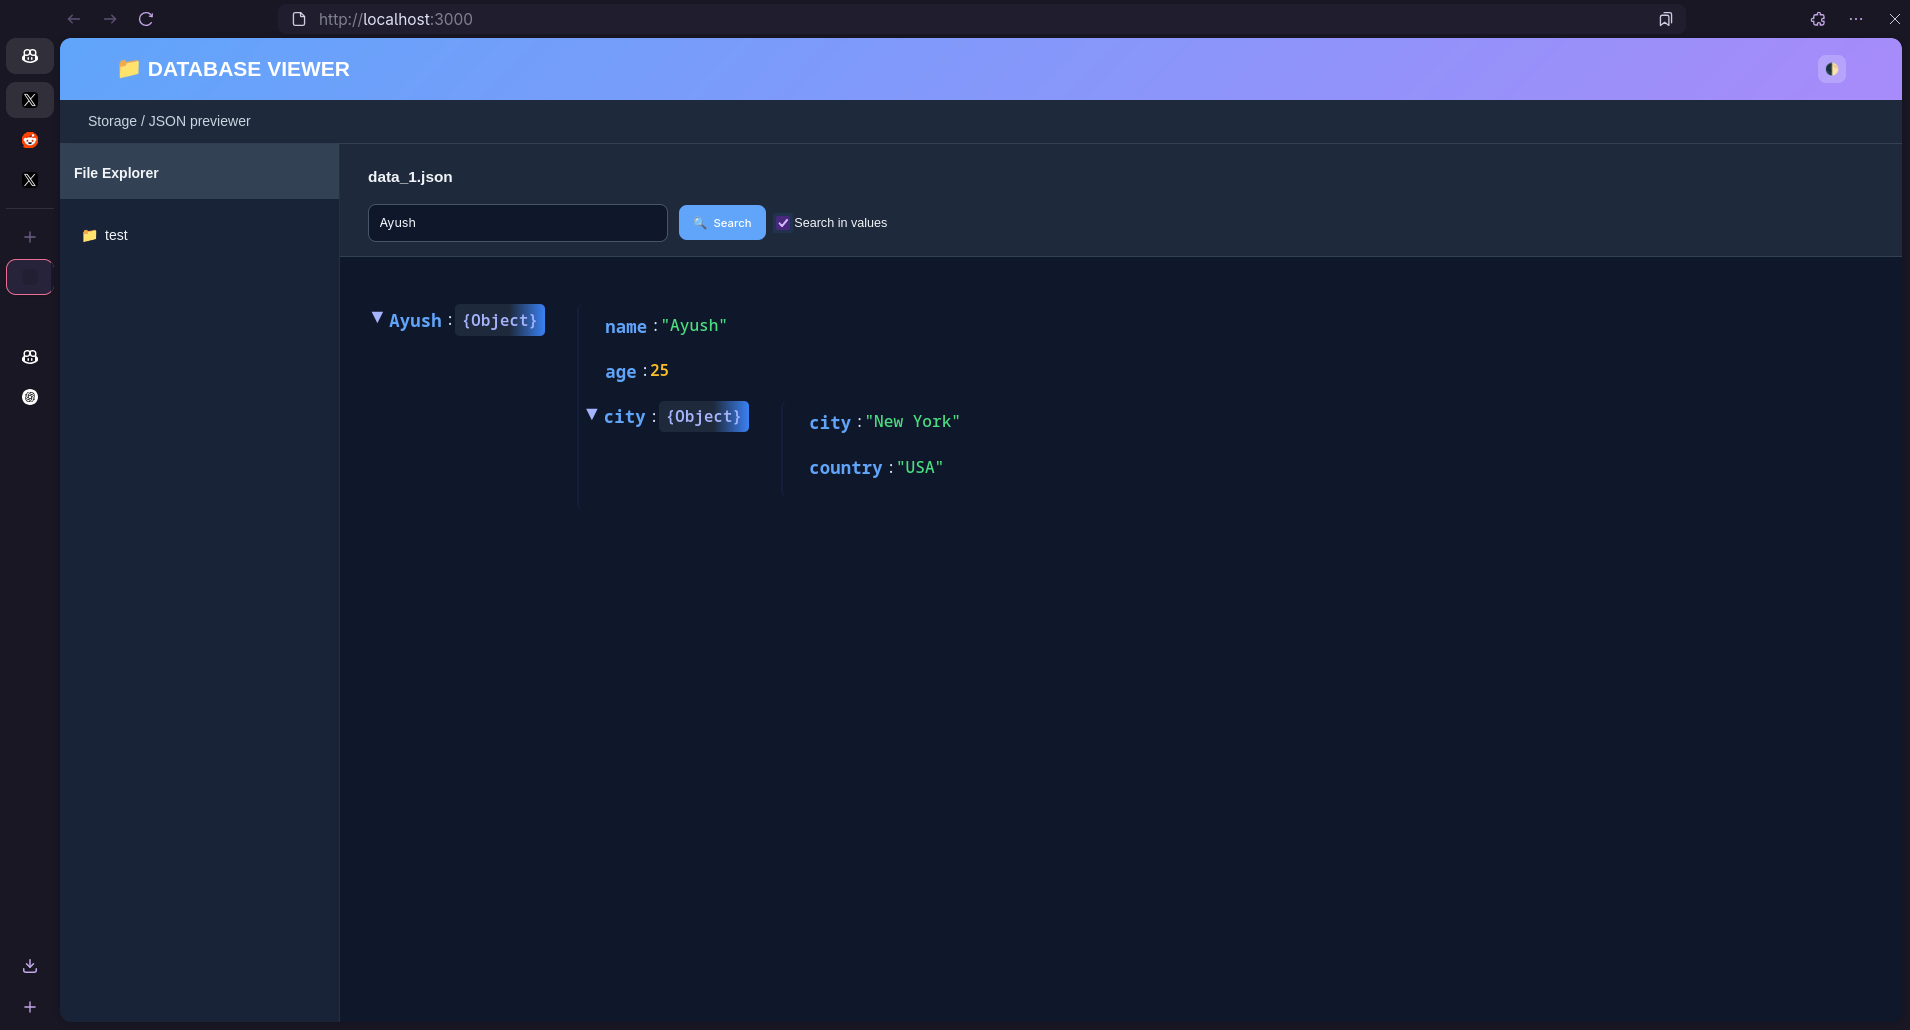 http://localhost:3000
📁 DATABASE VIEWER
Storage / JSON previewer
File Explorer
📁 test
data_1.json
Ayush
🔍 Search
Search in values
▼ Ayush : {Object}
name : "Ayush"
age : 25
▼ city : {Object}
city : "New York"
country : "USA"